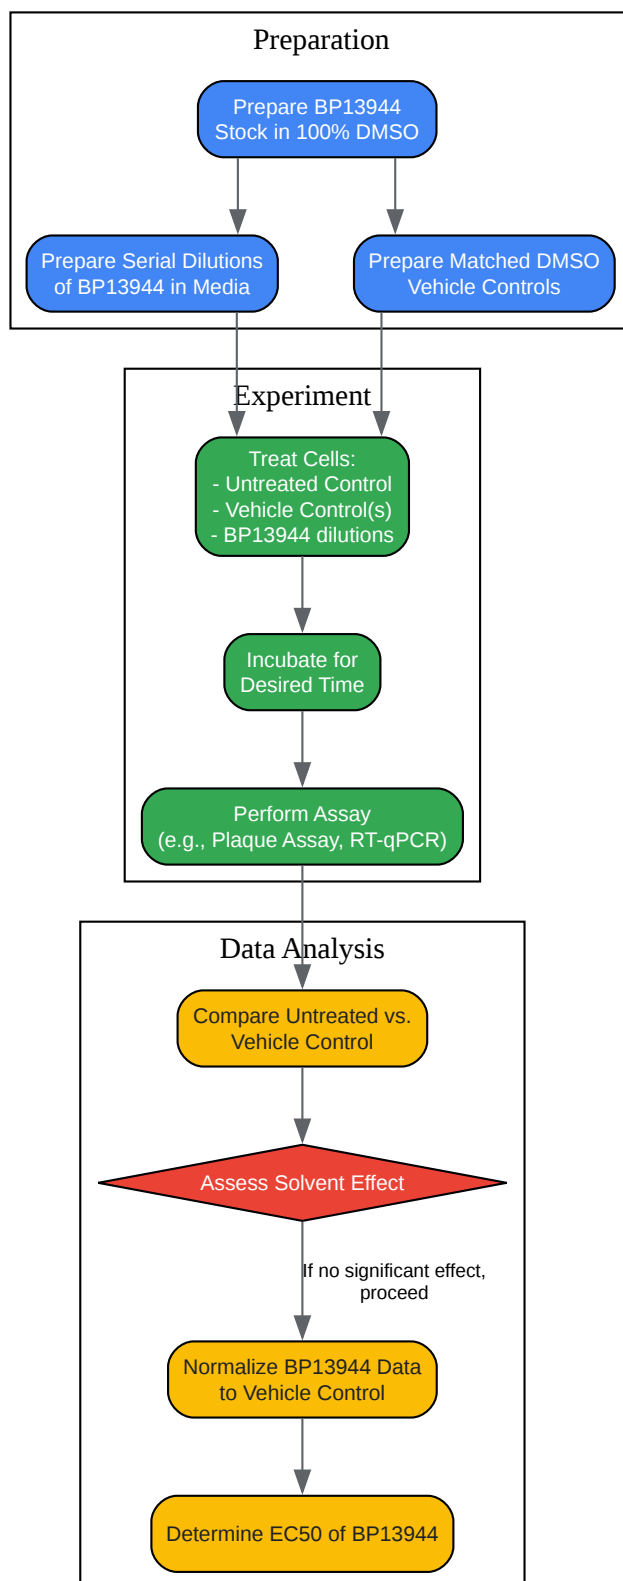 Preparation
Prepare BP13944
Stock in 100% DMSO
Prepare Serial Dilutions
of BP13944 in Media
Prepare Matched DMSO
Vehicle Controls
Experiment
Treat Cells:
- Untreated Control
- Vehicle Control(s)
- BP13944 dilutions
Incubate for
Desired Time
Perform Assay
(e.g., Plaque Assay, RT-qPCR)
Data Analysis
Compare Untreated vs.
Vehicle Control
Assess Solvent Effect
If no significant effect,
proceed
Normalize BP13944 Data
to Vehicle Control
Determine EC50 of BP13944